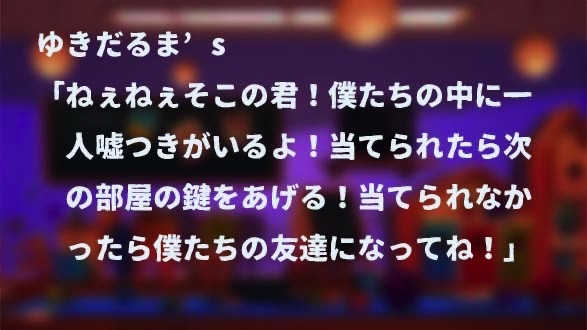 ゆきだるま’s
「ねぇねぇそこの君！僕たちの中に一
人嘘つきがいるよ！当てられたら次
の部屋の鍵をあげる！当てられなか
ったら僕たちの友達になってね！」